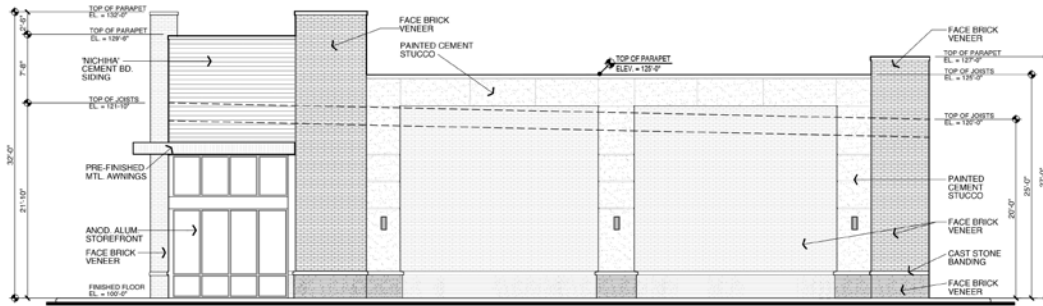 TOP OF PARAPET
EL. = 132'-0"
TOP OF PARAPET
EL. = 129'-6"
'NICHIHA'
CEMENT BD.
SIDING
TOP OF JOISTS
EL. = 121'-10"
PRE-FINISHED
MTL. AWNINGS
ANOD. ALUM
STOREFRONT
FACE BRICK
VENEER
FINISHED FLOOR
EL. = 100'-0"
2'-6"
7'-8"
21'-10"
32'-0"
FACE BRICK
VENEER
PAINTED CEMENT
STUCCO
TOP OF PARAPET
ELEV. = 125'-0"
FACE BRICK
VENEER
TOP OF PARAPET
EL. = 127'-0"
TOP OF JOISTS
EL. = 125'-0"
TOP OF JOISTS
EL. = 120'-0"
PAINTED
CEMENT
STUCCO
FACE BRICK
VENEER
CAST STONE
BANDING
FACE BRICK
VENEER
20'-0"
25'-0"